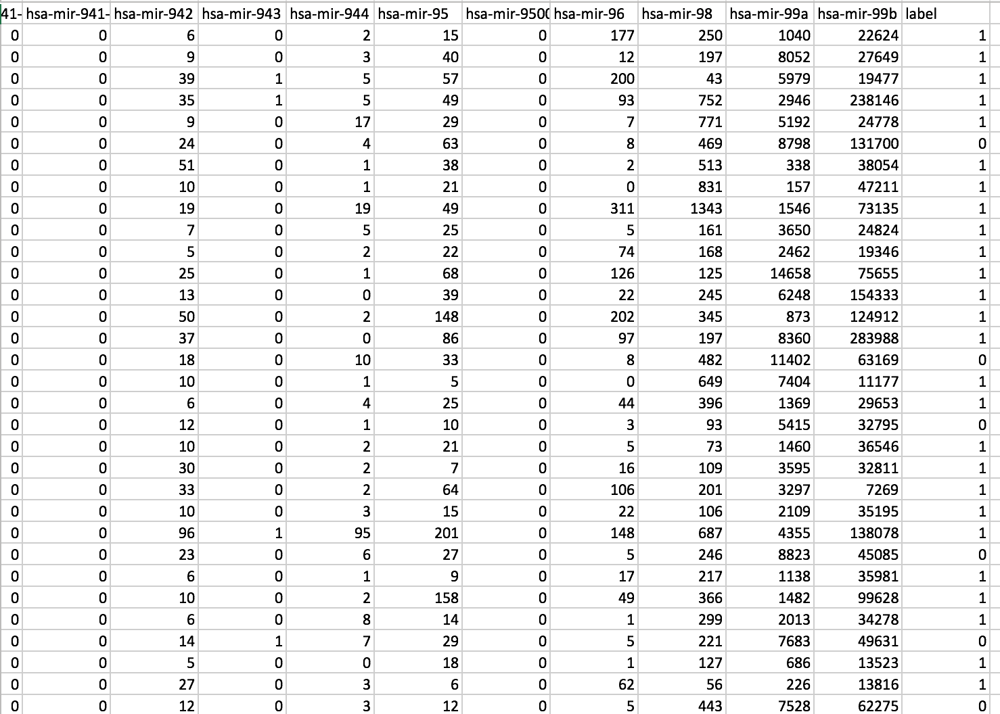 41- hsa-mir-941- hsa-mir-942 hsa-mir-943 hsa-mir-944 hsa-mir-95 hsa-mir-950 hsa-mir-96 hsa-mir-98 hsa-mir-99a hsa-mir-99b label
0 0 6 0 2 15 0 177 250 1040 22624 1
0 0 9 0 3 40 0 12 197 8052 27649 1
0 0 39 1 5 57 0 200 43 5979 19477 1
0 0 35 1 5 49 0 93 752 2946 238146 1
0 0 9 0 17 29 0 7 771 5192 24778 1
0 0 24 0 4 63 0 8 469 8798 131700 0
0 0 51 0 1 38 0 2 513 338 38054 1
0 0 10 0 1 21 0 0 831 157 47211 1
0 0 19 0 19 49 0 311 1343 1546 73135 1
0 0 7 0 5 25 0 5 161 3650 24824 1
0 0 5 0 2 22 0 74 168 2462 19346 1
0 0 25 0 1 68 0 126 125 14658 75655 1
0 0 13 0 0 39 0 22 245 6248 154333 1
0 0 50 0 2 148 0 202 345 873 124912 1
0 0 37 0 0 86 0 97 197 8360 283988 1
0 0 18 0 10 33 0 8 482 11402 63169 0
0 0 10 0 1 5 0 0 649 7404 11177 1
0 0 6 0 4 25 0 44 396 1369 29653 1
0 0 12 0 1 10 0 3 93 5415 32795 0
0 0 10 0 2 21 0 5 73 1460 36546 1
0 0 30 0 2 7 0 16 109 3595 32811 1
0 0 33 0 2 64 0 106 201 3297 7269 1
0 0 10 0 3 15 0 22 106 2109 35195 1
0 0 96 1 95 201 0 148 687 4355 138078 1
0 0 23 0 6 27 0 5 246 8823 45085 0
0 0 6 0 1 9 0 17 217 1138 35981 1
0 0 10 0 2 158 0 49 366 1482 99628 1
0 0 6 0 8 14 0 1 299 2013 34278 1
0 0 14 1 7 29 0 5 221 7683 49631 0
0 0 5 0 0 18 0 1 127 686 13523 1
0 0 27 0 3 6 0 62 56 226 13816 1
0 0 12 0 3 12 0 5 443 7528 62275 0